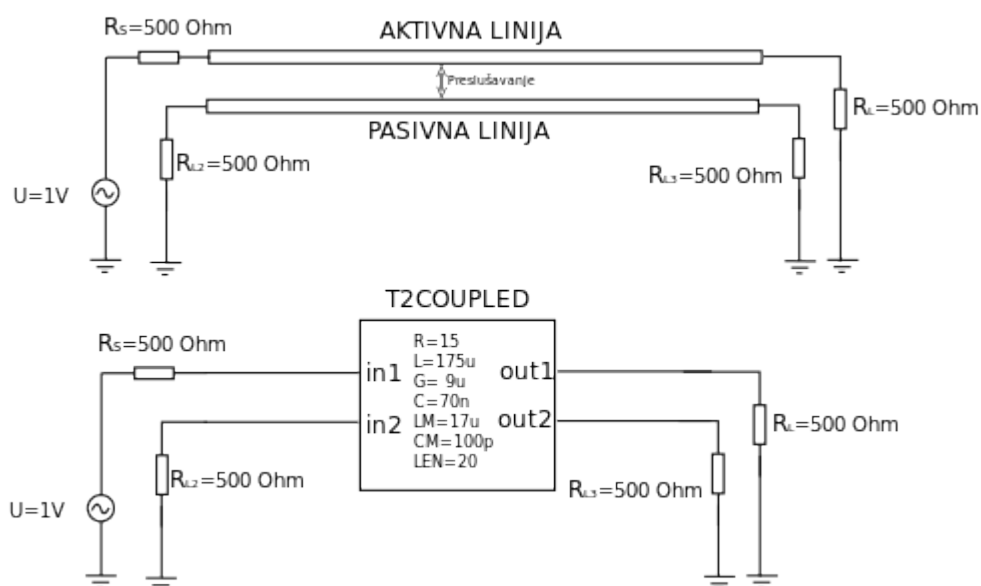 Rs=500 Ohm
AKTIVNA LINIJA
Preslušavanje
RL=500 Ohm
PASIVNA LINIJA
RL2=500 Ohm
RL3=500 Ohm
U=1V
T2COUPLED
Rs=500 Ohm
R=15
L=175u
in1
out1
G= 9u
C=70n
in2
LM=17u
out2
CM=100p
RL=500 Ohm
LEN=20
RL2=500 Ohm
RL3=500 Ohm
U=1V